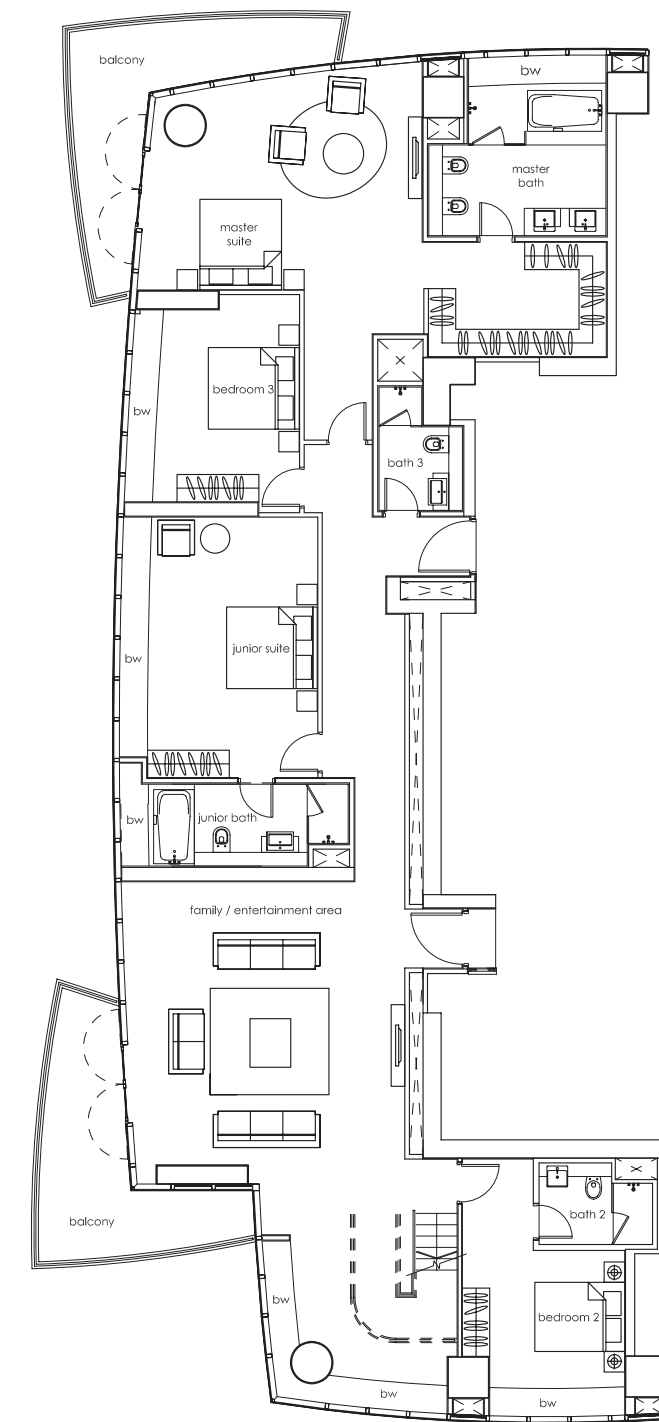 balcony
bw
master
bath
master
suite
bedroom 3
bw
bath 3
junior suite
bw
bw
junior bath
family / entertainment area
balcony
bath 2
bw
bedroom 2
bw
bw